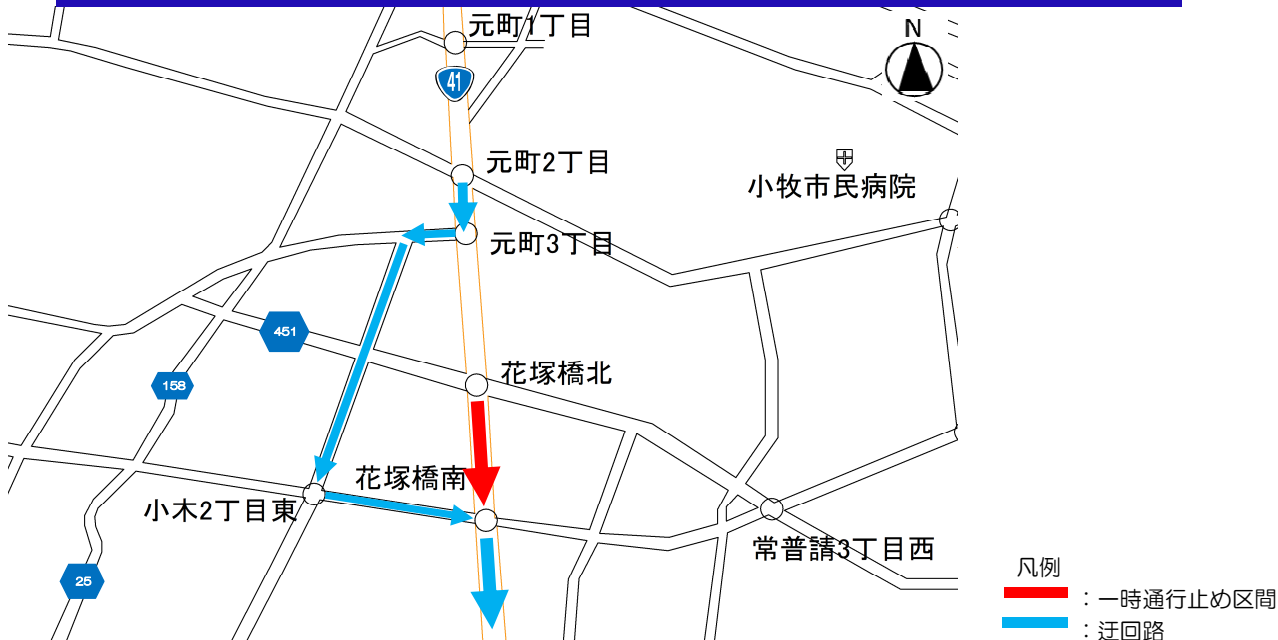 元町1丁目
N
41
元町2丁目
小牧市民病院
元町3丁目
451
花塚橋北
158
花塚橋南
小木2丁目東
常普請3丁目西
25
凡例
：一時通行止め区間
：迂回路